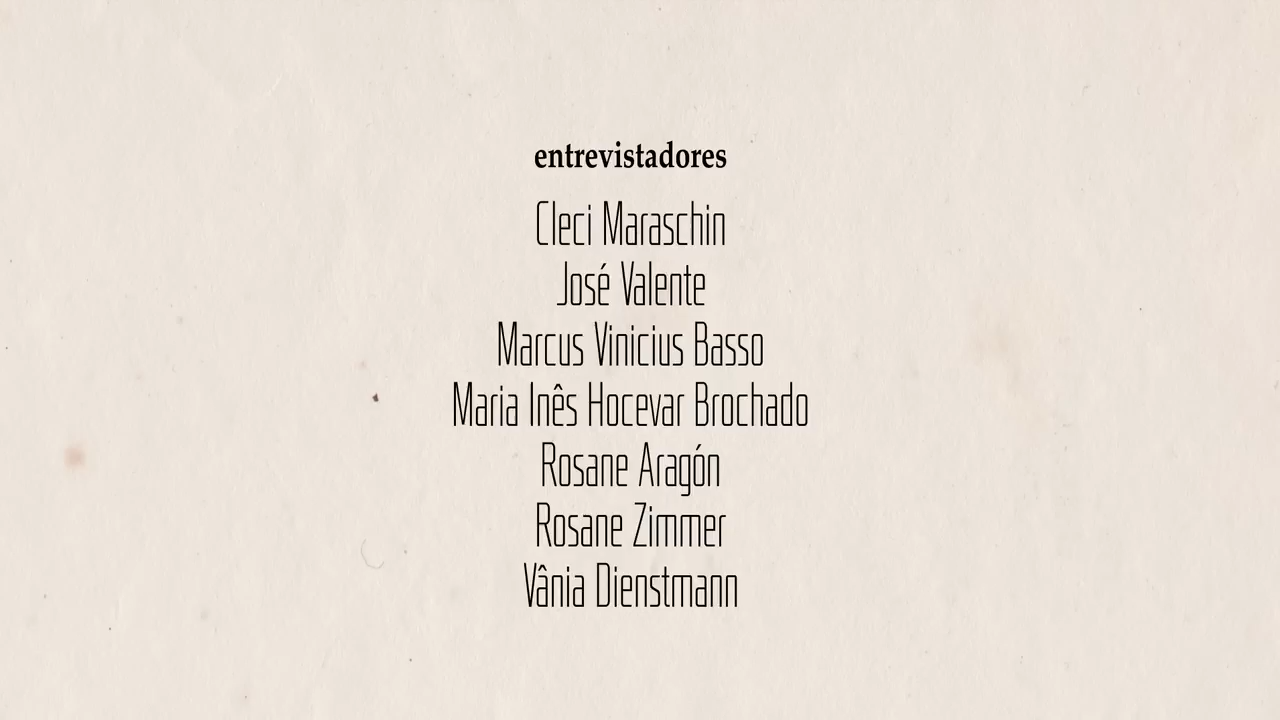 entrevistadores
Cleci Maraschin
José Valente
Marcus Vinicius Basso
Maria Inês Hocevar Brochado
Rosane Aragón
Rosane Zimmer
Vânia Dienstmann